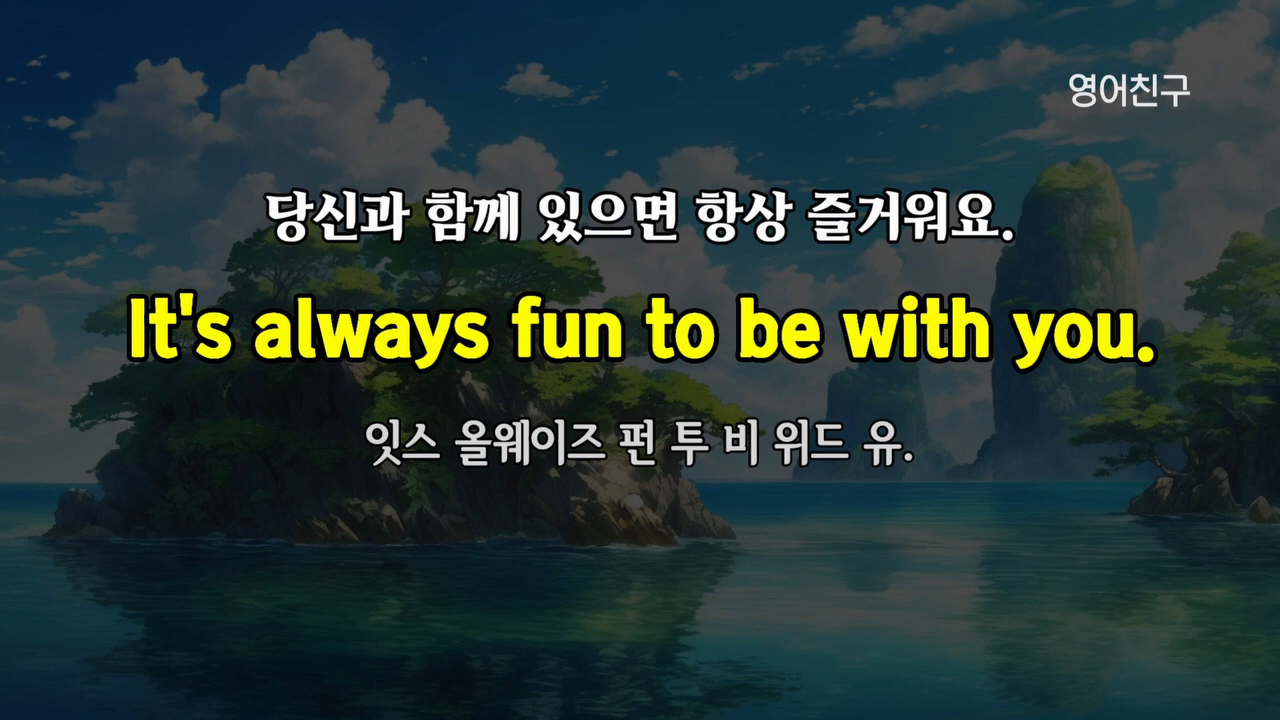 영어친구
당신과 함께 있으면 항상 즐거워요.
It's always fun to be with you.
잇스 올웨이즈 펀 투 비 위드 유.